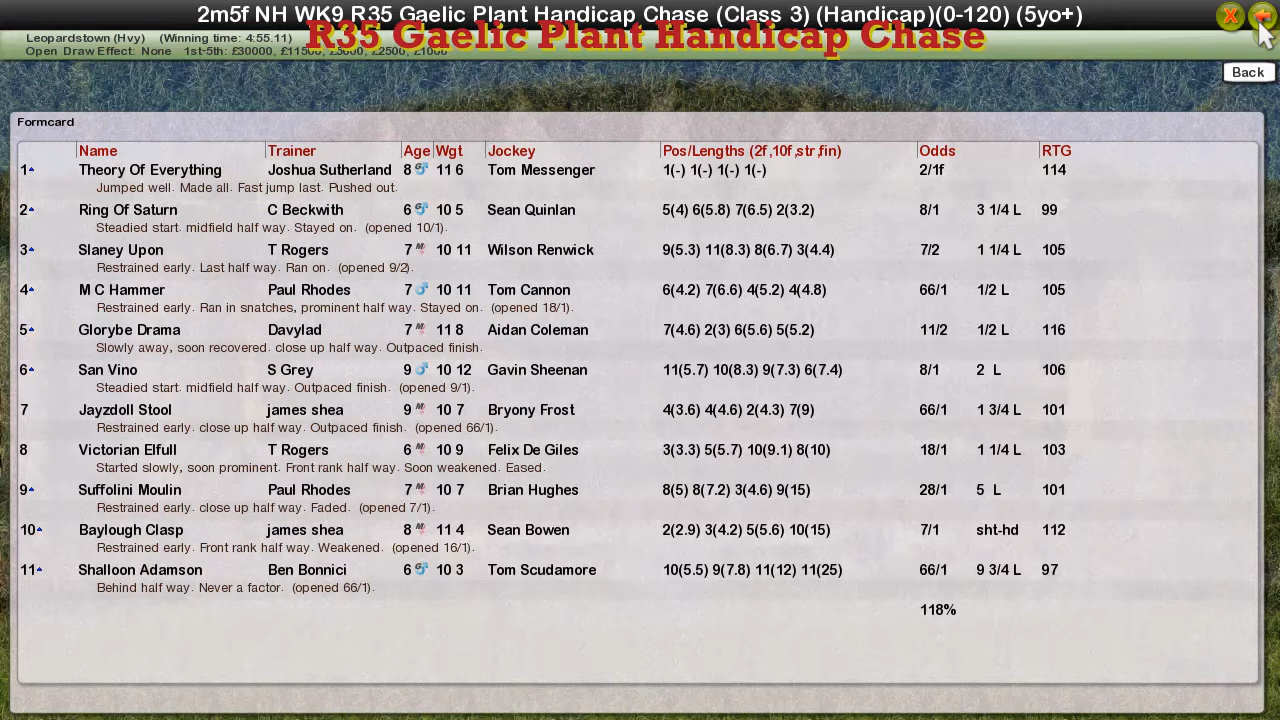 2m5f NH WK9 R35 Gaelic Plant Handicap Chase (Class 3) (Handicap)(0-120) (5yo+)
R35 Gaelic Plant Handicap Chase
Leopardstown (Hvy) (Winning time: 4:55.11)
Open Draw Effect: None 1st-5th: £30000, £11500, £5000, £2500, £1000
X
Back
Formcard
Name Trainer Age Wgt Jockey Pos/Lengths (2f,10f,str,fin) Odds RTG
1 Theory Of Everything Joshua Sutherland 8 11 6 Tom Messenger 1(-) 1(-) 1(-) 1(-) 2/1f 114
Jumped well. Made all. Fast jump last. Pushed out.
2 Ring Of Saturn C Beckwith 6 10 5 Sean Quinlan 5(4) 6(5.8) 7(6.5) 2(3.2) 8/1 3 1/4 L 99
Steadied start. midfield half way. Stayed on. (opened 10/1).
3 Slaney Upon T Rogers 7 10 11 Wilson Renwick 9(5.3) 11(8.3) 8(6.7) 3(4.4) 7/2 1 1/4 L 105
Restrained early. Last half way. Ran on. (opened 9/2).
4 M C Hammer Paul Rhodes 7 10 11 Tom Cannon 6(4.2) 7(6.6) 4(5.2) 4(4.8) 66/1 1/2 L 105
Restrained early. Ran in snatches, prominent half way. Stayed on. (opened 18/1).
5 Glorybe Drama Davylad 7 11 8 Aidan Coleman 7(4.6) 2(3) 6(5.6) 5(5.2) 11/2 1/2 L 116
Slowly away, soon recovered. close up half way. Outpaced finish.
6 San Vino S Grey 9 10 12 Gavin Sheenan 11(5.7) 10(8.3) 9(7.3) 6(7.4) 8/1 2 L 106
Steadied start. midfield half way. Outpaced finish. (opened 9/1).
7 Jayzdoll Stool james shea 9 10 7 Bryony Frost 4(3.6) 4(4.6) 2(4.3) 7(9) 66/1 1 3/4 L 101
Restrained early. close up half way. Outpaced finish. (opened 66/1).
8 Victorian Elfull T Rogers 6 10 9 Felix De Giles 3(3.3) 5(5.7) 10(9.1) 8(10) 18/1 1 1/4 L 103
Started slowly, soon prominent. Front rank half way. Soon weakened. Eased.
9 Suffolini Moulin Paul Rhodes 7 10 7 Brian Hughes 8(5) 8(7.2) 3(4.6) 9(15) 28/1 5 L 101
Restrained early. close up half way. Faded. (opened 7/1).
10 Baylough Clasp james shea 8 11 4 Sean Bowen 2(2.9) 3(4.2) 5(5.6) 10(15) 7/1 sht-hd 112
Restrained early. Front rank half way. Weakened. (opened 16/1).
11 Shalloon Adamson Ben Bonnici 6 10 3 Tom Scudamore 10(5.5) 9(7.8) 11(12) 11(25) 66/1 9 3/4 L 97
Behind half way. Never a factor. (opened 66/1).
118%